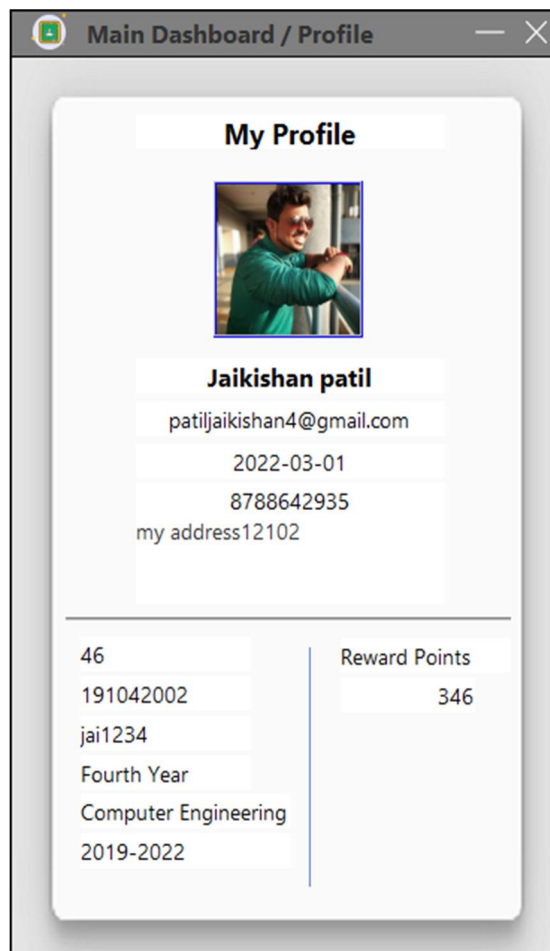 Main Dashboard / Profile
My Profile
Jaikishan patil
patiljaikishan4@gmail.com
2022-03-01
8788642935
my address12102
46
191042002
jai1234
Fourth Year
Computer Engineering
2019-2022
Reward Points
346